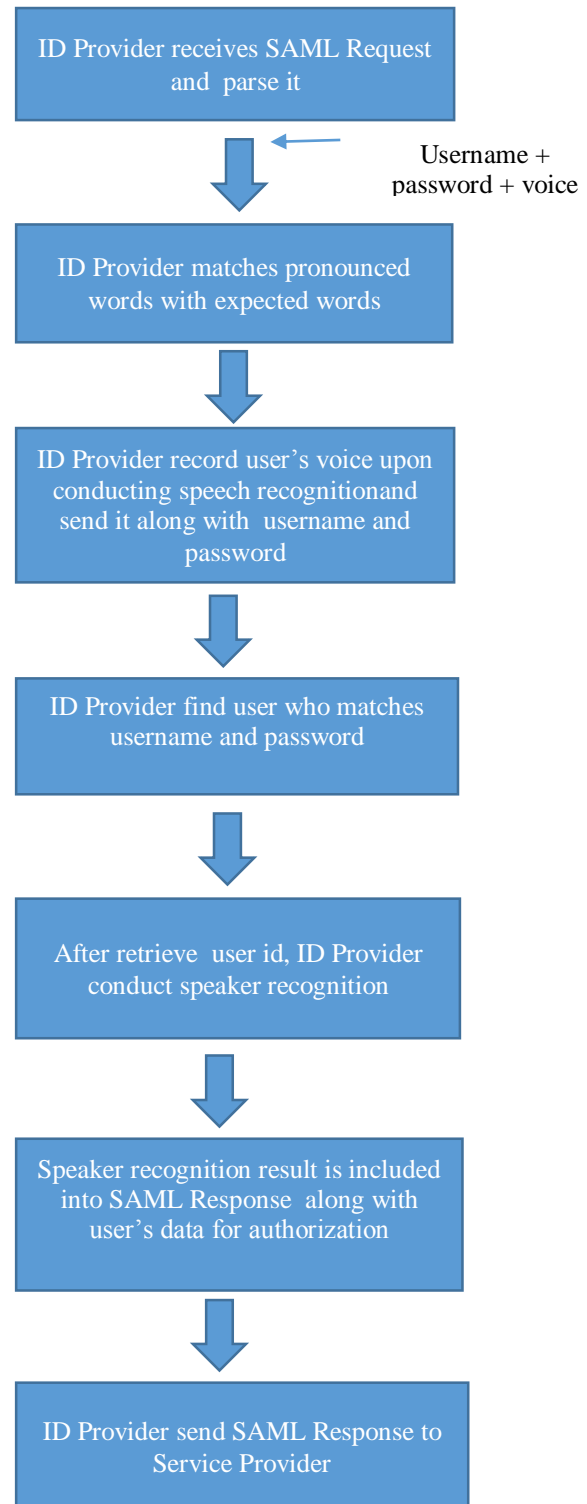 ID Provider receives SAML Request
and parse it
Username +
password + voice
ID Provider matches pronounced
words with expected words
ID Provider record user’s voice upon
conducting speech recognitionand
send it along with username and
password
ID Provider find user who matches
username and password
After retrieve user id, ID Provider
conduct speaker recognition
Speaker recognition result is included
into SAML Response along with
user’s data for authorization
ID Provider send SAML Response to
Service Provider